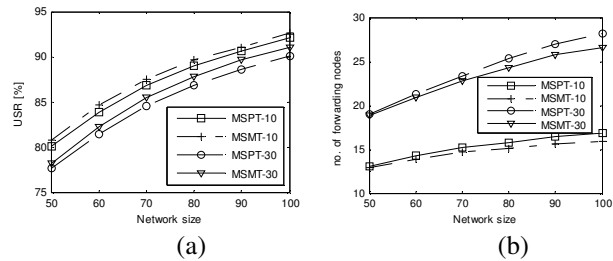 USR [%]
95
90
85
80
75
50 60 70 80 90 100
Network size
MSPT-10
MSMT-10
MSPT-30
MSMT-30
(a)
no. of forwarding nodes
30
25
20
15
10
50 60 70 80 90 100
Network size
MSPT-10
MSMT-10
MSPT-30
MSMT-30
(b)